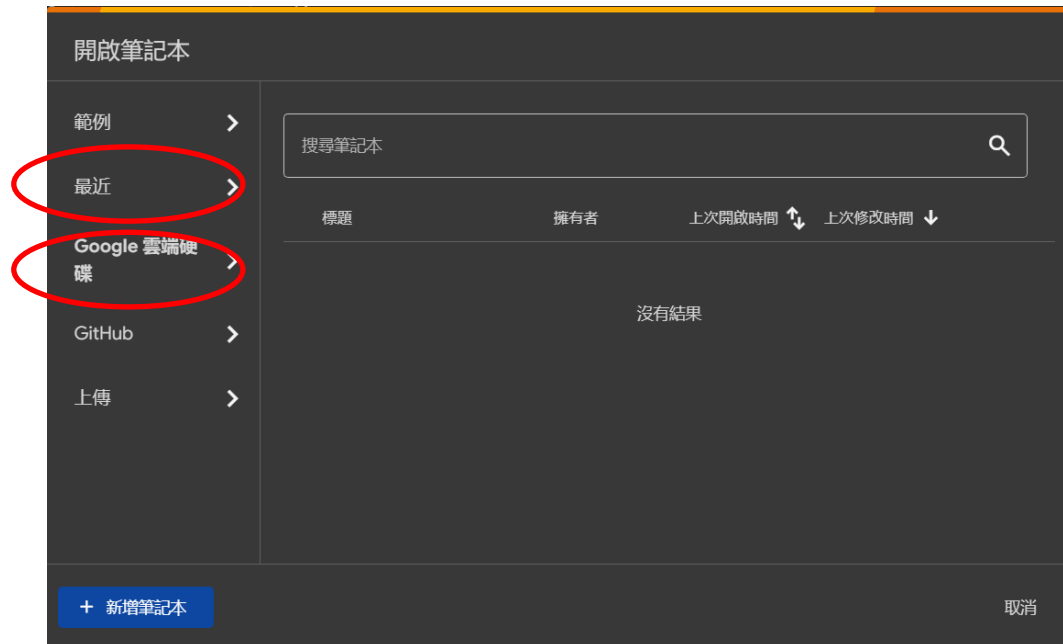 開啟筆記本
範例
最近
Google 雲端硬
碟
GitHub
上傳
搜尋筆記本
標題 擁有者 上次開啟時間 上次修改時間
沒有結果
+ 新增筆記本
取消